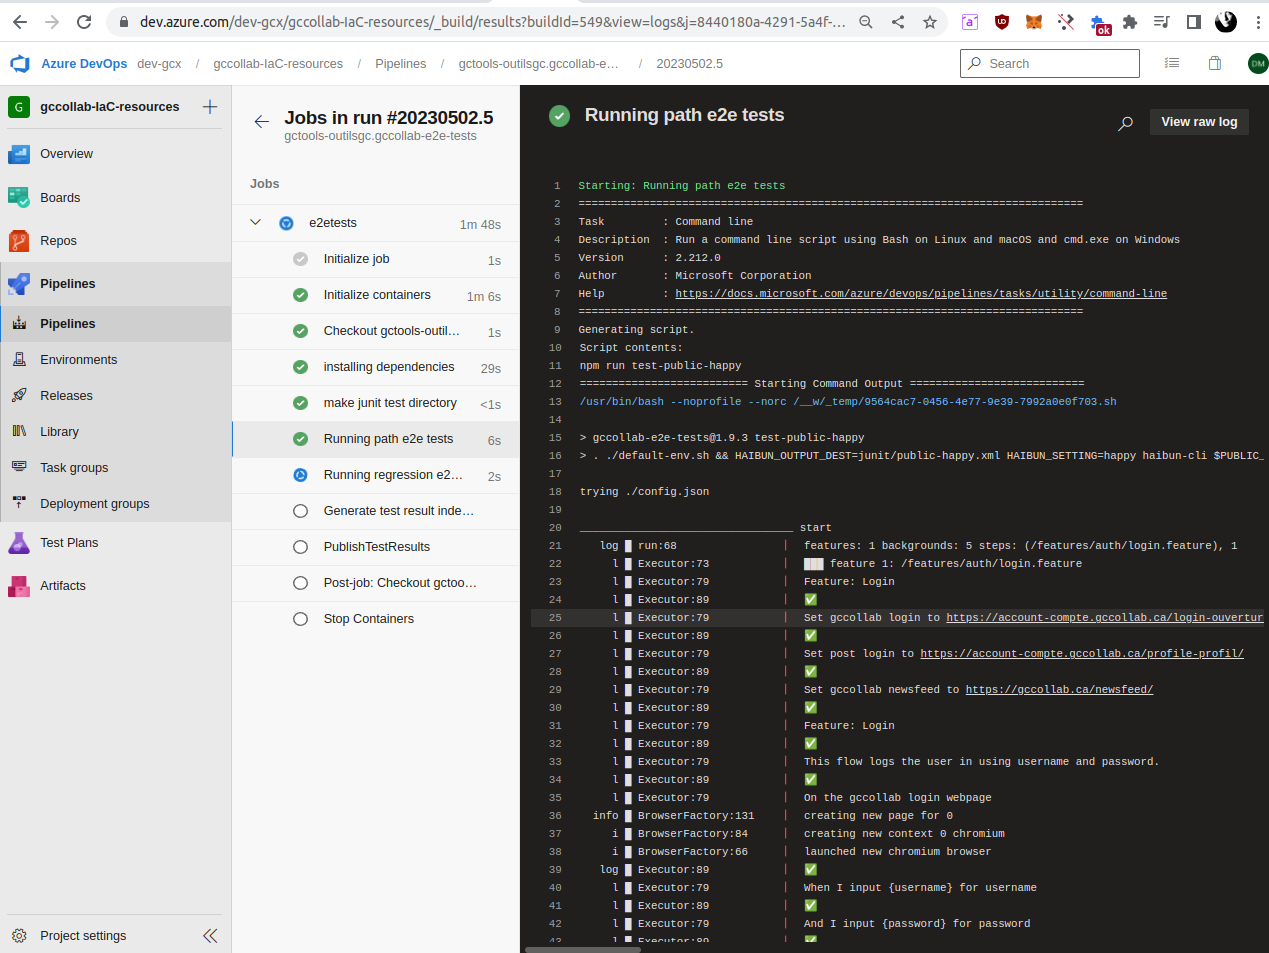 dev.azure.com/dev-gcx/gccollab-IaC-resources/_build/results?buildId=549&view=logs&j=8440180a-4291-5a4f-...
ok
Azure DevOps dev-gcx / gccollab-IaC-resources / Pipelines / gctools-outilsgc.gccollab-e... / 20230502.5
Search
DM
G gccollab-IaC-resources
Overview
Boards
Repos
Pipelines
Pipelines
Environments
Releases
Library
Task groups
Deployment groups
Test Plans
Artifacts
Project settings
Jobs in run #20230502.5
gctools-outilsgc.gccollab-e2e-tests
Jobs
e2etests 1m 48s
Initialize job 1s
Initialize containers 1m 6s
Checkout gctools-outil... 1s
installing dependencies 29s
make junit test directory <1s
Running path e2e tests 6s
Running regression e2... 2s
Generate test result inde...
PublishTestResults
Post-job: Checkout gctoo...
Stop Containers
Running path e2e tests
View raw log
1 Starting: Running path e2e tests
2 ==============================================================================
3 Task : Command line
4 Description : Run a command line script using Bash on Linux and macOS and cmd.exe on Windows
5 Version : 2.212.0
6 Author : Microsoft Corporation
7 Help : https://docs.microsoft.com/azure/devops/pipelines/tasks/utility/command-line
8 ==============================================================================
9 Generating script.
10 Script contents:
11 npm run test-public-happy
12 ========================== Starting Command Output ===========================
13 /usr/bin/bash --noprofile --norc /__w/_temp/9564cac7-0456-4e77-9e39-7992a0e0f703.sh
14
15 > gccollab-e2e-tests@1.9.3 test-public-happy
16 > . ./default-env.sh && HAIBUN_OUTPUT_DEST=junit/public-happy.xml HAIBUN_SETTING=happy haibun-cli $PUBLIC_
17
18 trying ./config.json
19
20 _________________________________ start
21 log █ run:68 | features: 1 backgrounds: 5 steps: (/features/auth/login.feature), 1
22 l █ Executor:73 | ███ feature 1: /features/auth/login.feature
23 l █ Executor:79 | Feature: Login
24 l █ Executor:89 | ✅
25 l █ Executor:79 | Set gccollab login to https://account-compte.gccollab.ca/login-ouvertur
26 l █ Executor:89 | ✅
27 l █ Executor:79 | Set post login to https://account-compte.gccollab.ca/profile-profil/
28 l █ Executor:89 | ✅
29 l █ Executor:79 | Set gccollab newsfeed to https://gccollab.ca/newsfeed/
30 l █ Executor:89 | ✅
31 l █ Executor:79 | Feature: Login
32 l █ Executor:89 | ✅
33 l █ Executor:79 | This flow logs the user in using username and password.
34 l █ Executor:89 | ✅
35 l █ Executor:79 | On the gccollab login webpage
36 info █ BrowserFactory:131 | creating new page for 0
37 i █ BrowserFactory:84 | creating new context 0 chromium
38 i █ BrowserFactory:66 | launched new chromium browser
39 log █ Executor:89 | ✅
40 l █ Executor:79 | When I input {username} for username
41 l █ Executor:89 | ✅
42 l █ Executor:79 | And I input {password} for password
43 l █ Executor:89 | ✅